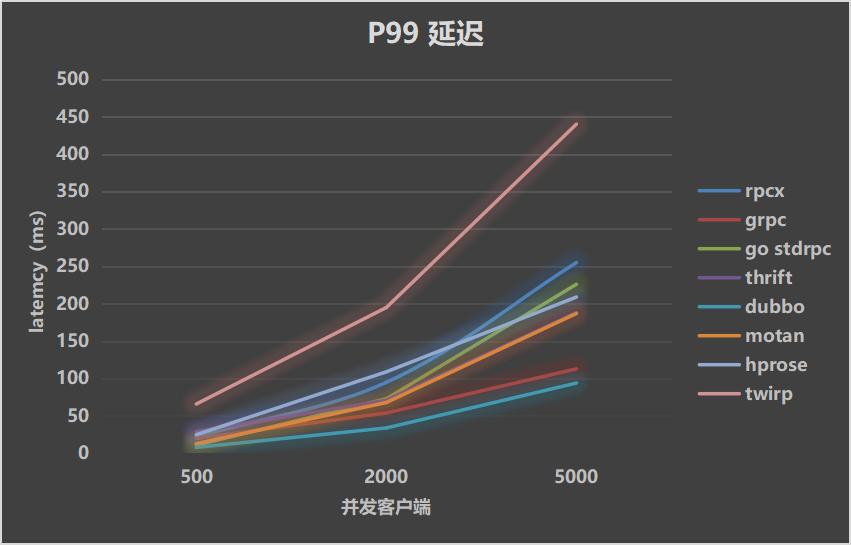 P99 延迟
500
450
400
350
300
250
200
150
100
50
0
latemcy (ms)
500 2000 5000
并发客户端
rpcx
grpc
go stdrpc
thrift
dubbo
motan
hprose
twirp